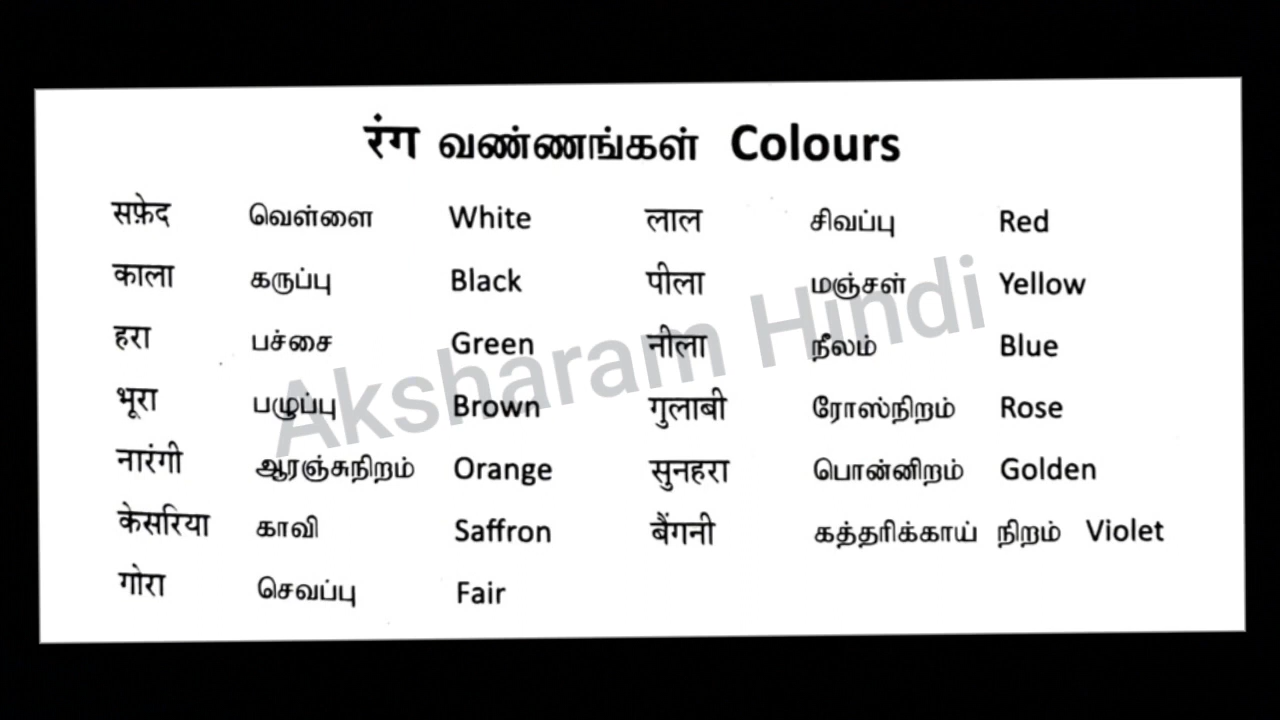 रंग வண்ணங்கள் Colours
सफ़ेद வெள்ளை White लाल சிவப்பு Red
काला கருப்பு Black पीला மஞ்சள் Yellow
हरा பச்சை Green नीला நீலம் Blue
भूरा பழுப்பு Brown गुलाबी ரோஸ்நிறம் Rose
नारंगी ஆரஞ்சுநிறம் Orange सुनहरा பொன்னிறம் Golden
केसरिया காவி Saffron बैंगनी கத்தரிக்காய் நிறம் Violet
गोरा செவப்பு Fair
Aksharam Hindi